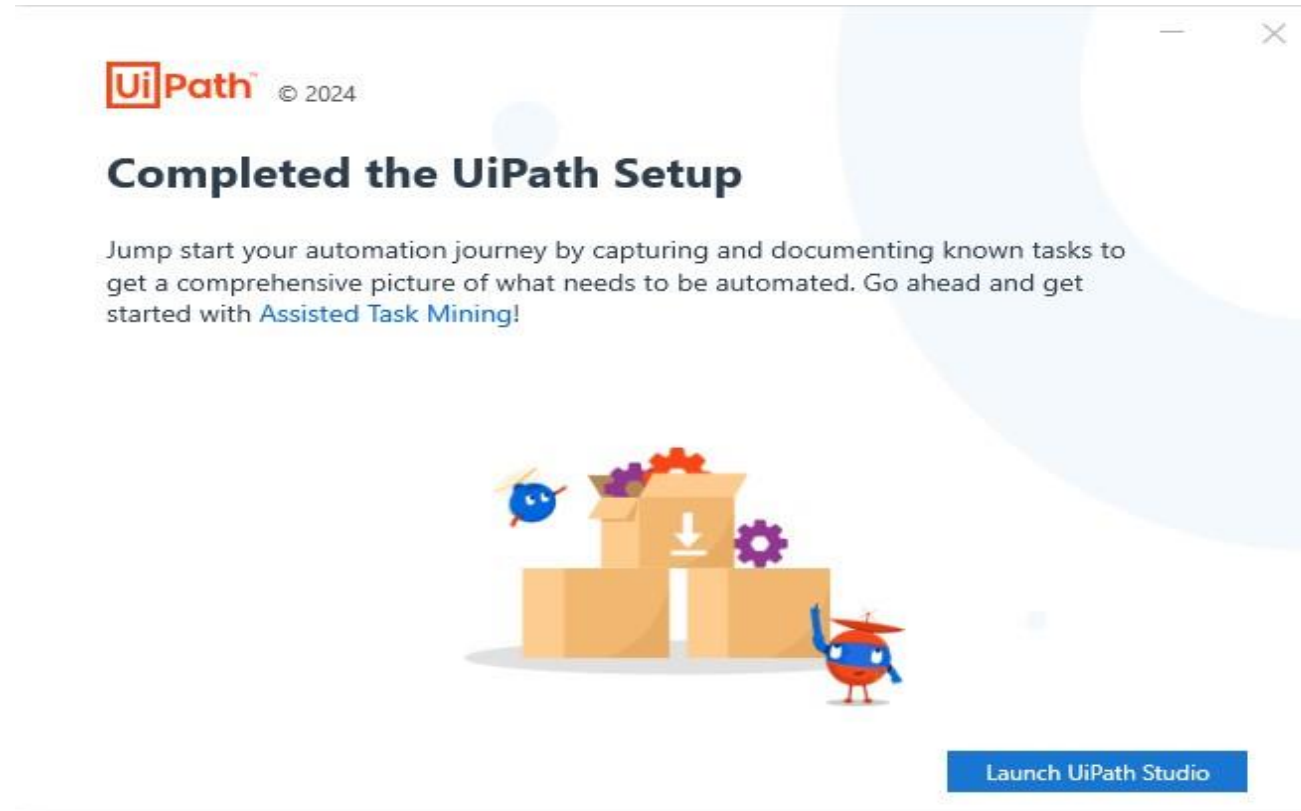 UiPath™ © 2024
Completed the UiPath Setup
Jump start your automation journey by capturing and documenting known tasks to
get a comprehensive picture of what needs to be automated. Go ahead and get
started with Assisted Task Mining!
Launch UiPath Studio